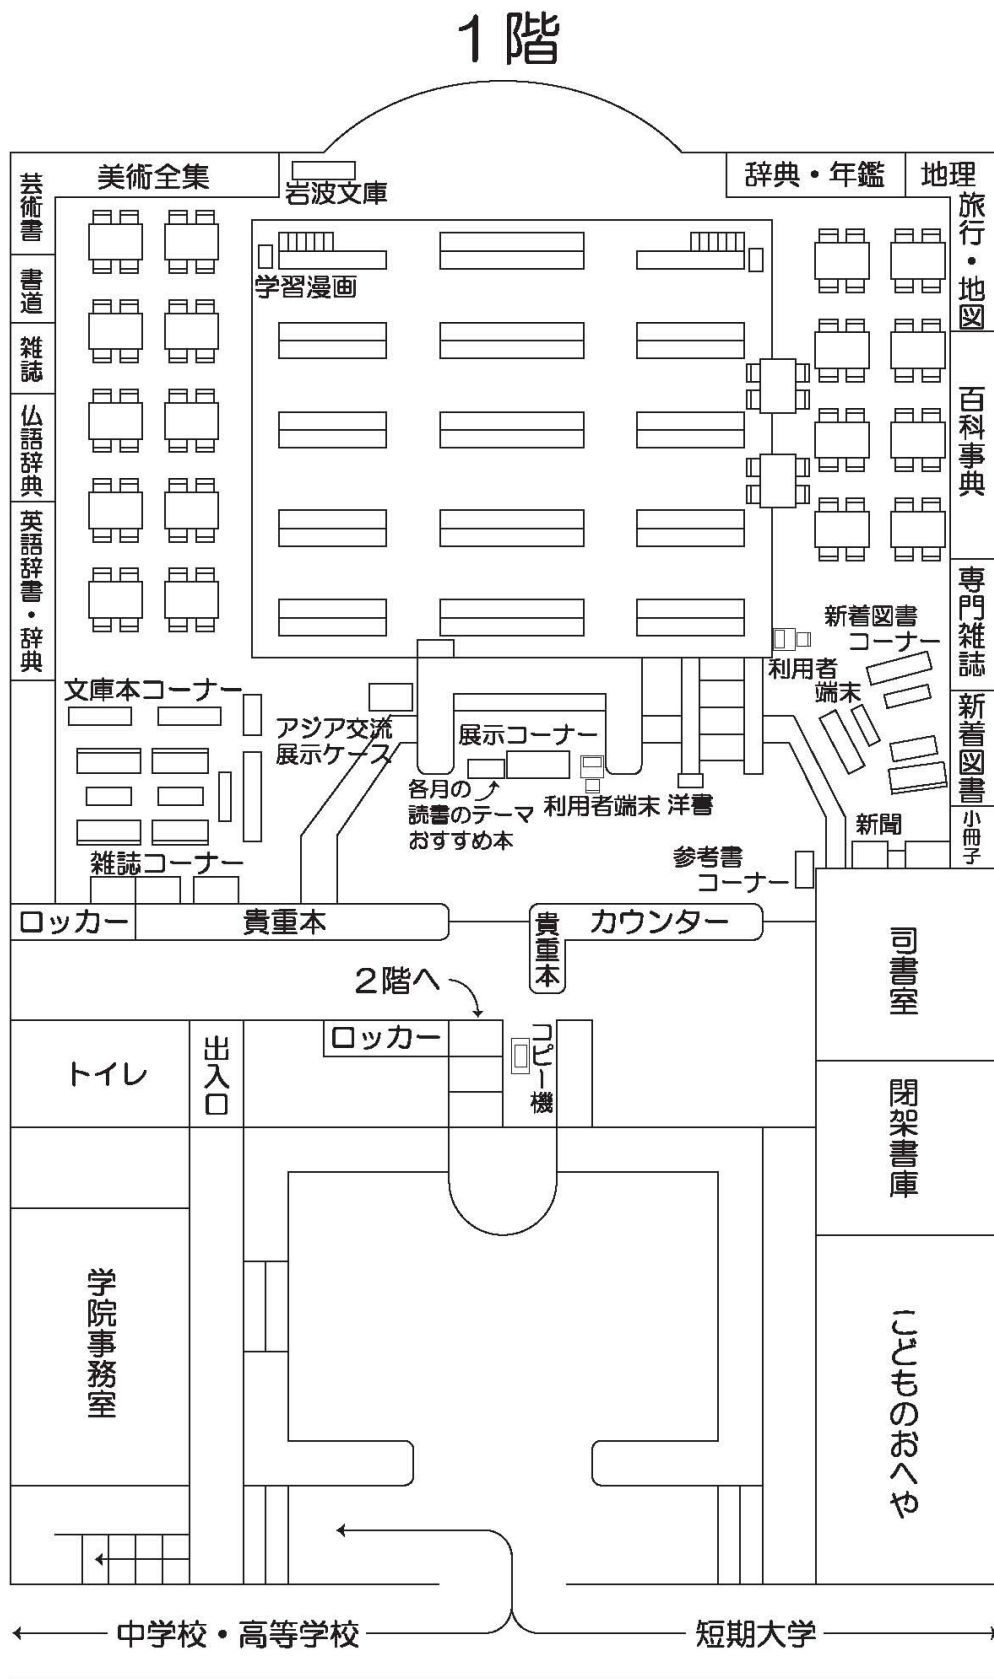 1階
美術全集
岩波文庫
辞典・年鑑
地理
芸術書
書道
雑誌
仏語辞典
英語辞書・辞典
学習漫画
旅行・地図
百科事典
専門雑誌
新着図書
小冊子
新着図書
コーナー
利用者
端末
文庫本コーナー
アジア交流
展示ケース
展示コーナー
各月の
読書のテーマ
おすすめ本
利用者端末
洋書
新聞
参考書
コーナー
雑誌コーナー
ロッカー
貴重本
貴重本
カウンター
司書室
2階へ
ロッカー
コピー機
トイレ
出入口
閉架書庫
学院事務室
こどものおへや
中学校・高等学校
短期大学